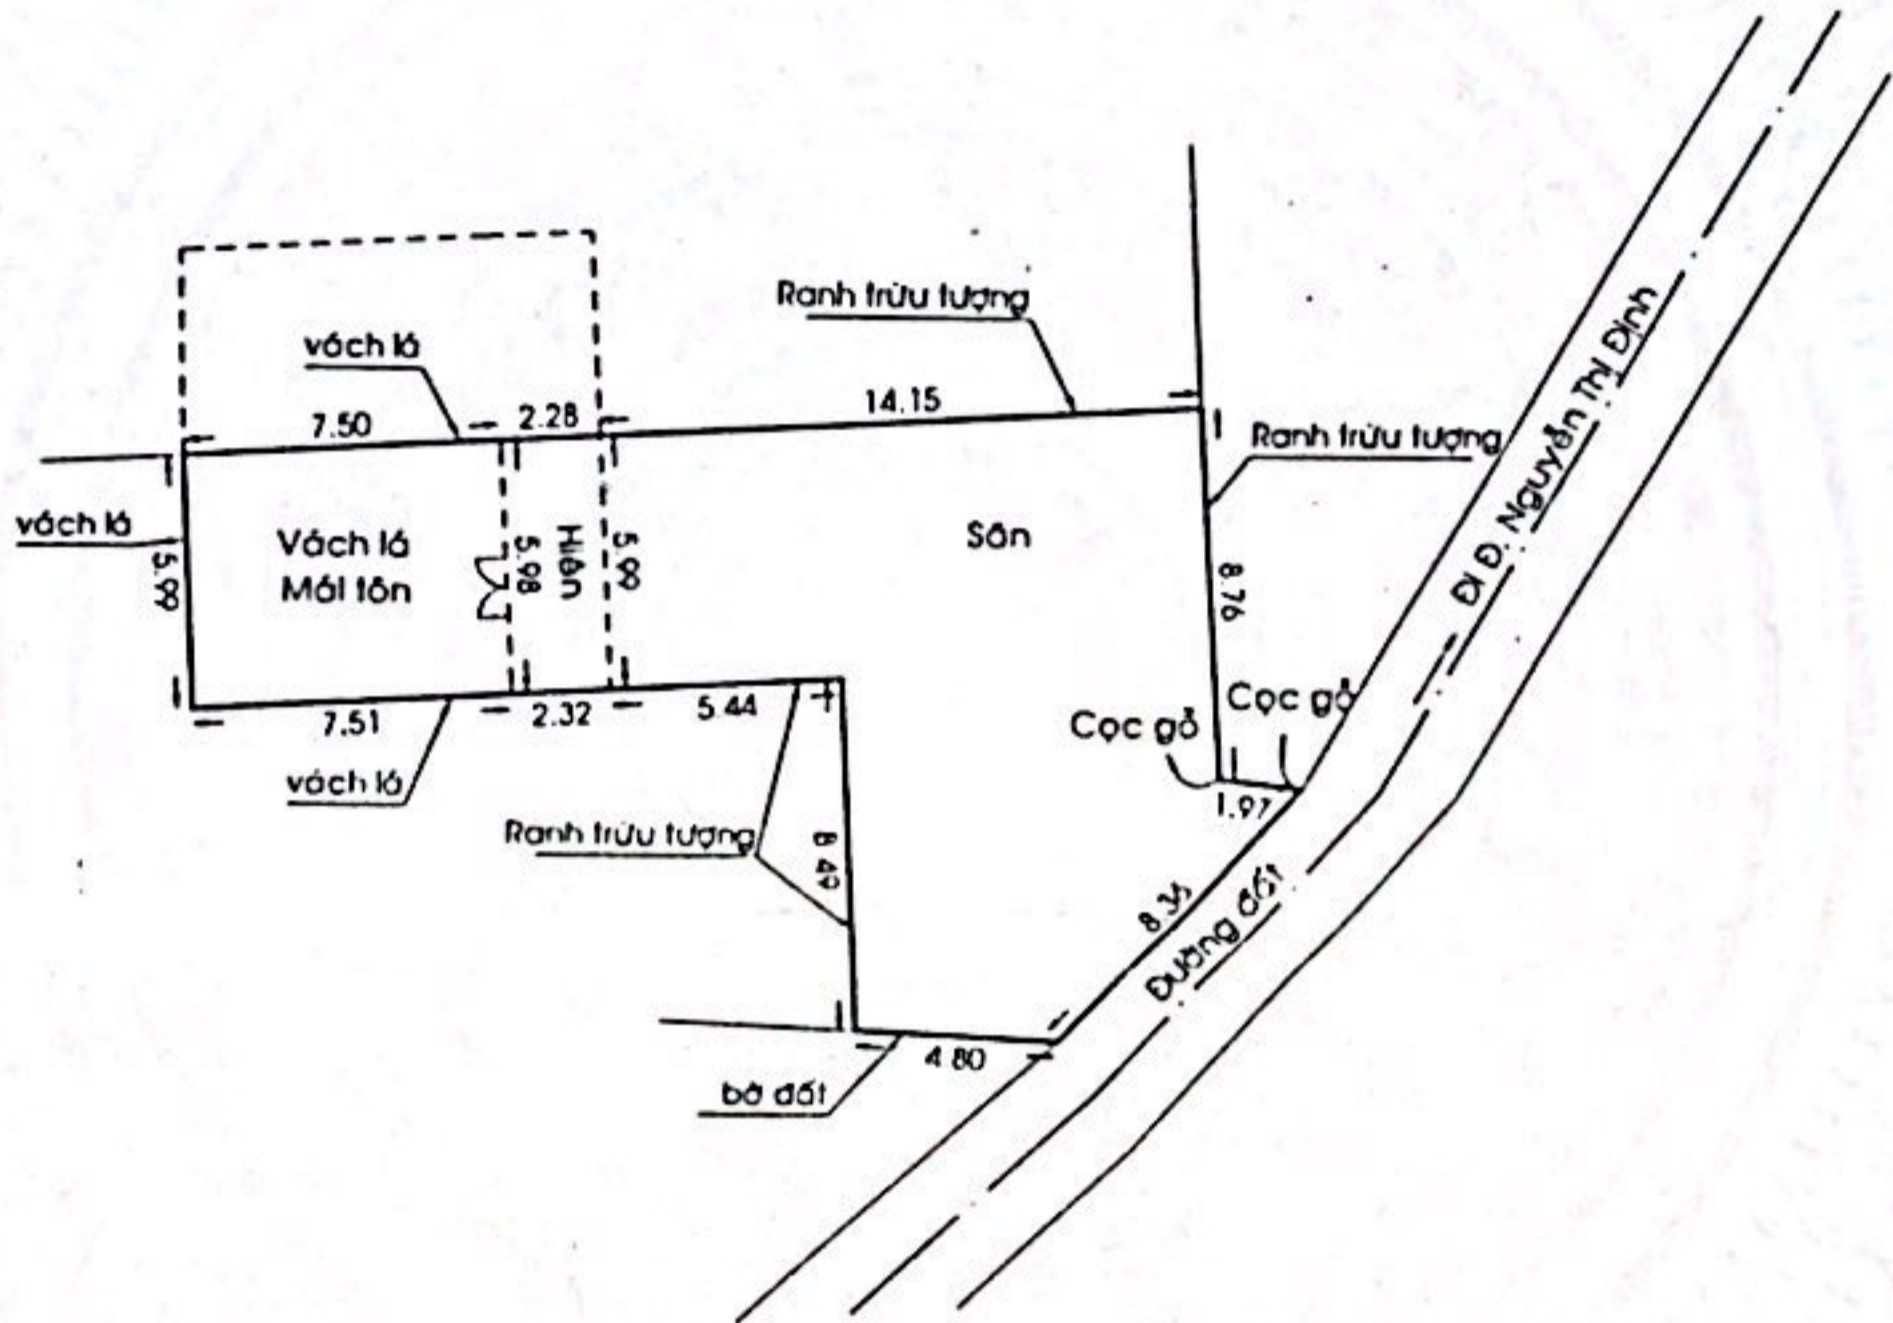 Ranh trừu tượng
vách lá
14.15
7.50
2.28
Ranh trừu tượng
Đi Đ. Nguyễn Thị Định
vách lá
5.99
Vách lá
Mái tôn
5.98
Hiên
5.99
Sân
8.76
7.51
2.32
5.44
Cọc gỗ
Cọc gỗ
vách lá
1.97
Ranh trừu tượng
8.49
8.36
Đường đất
4.80
bờ đất